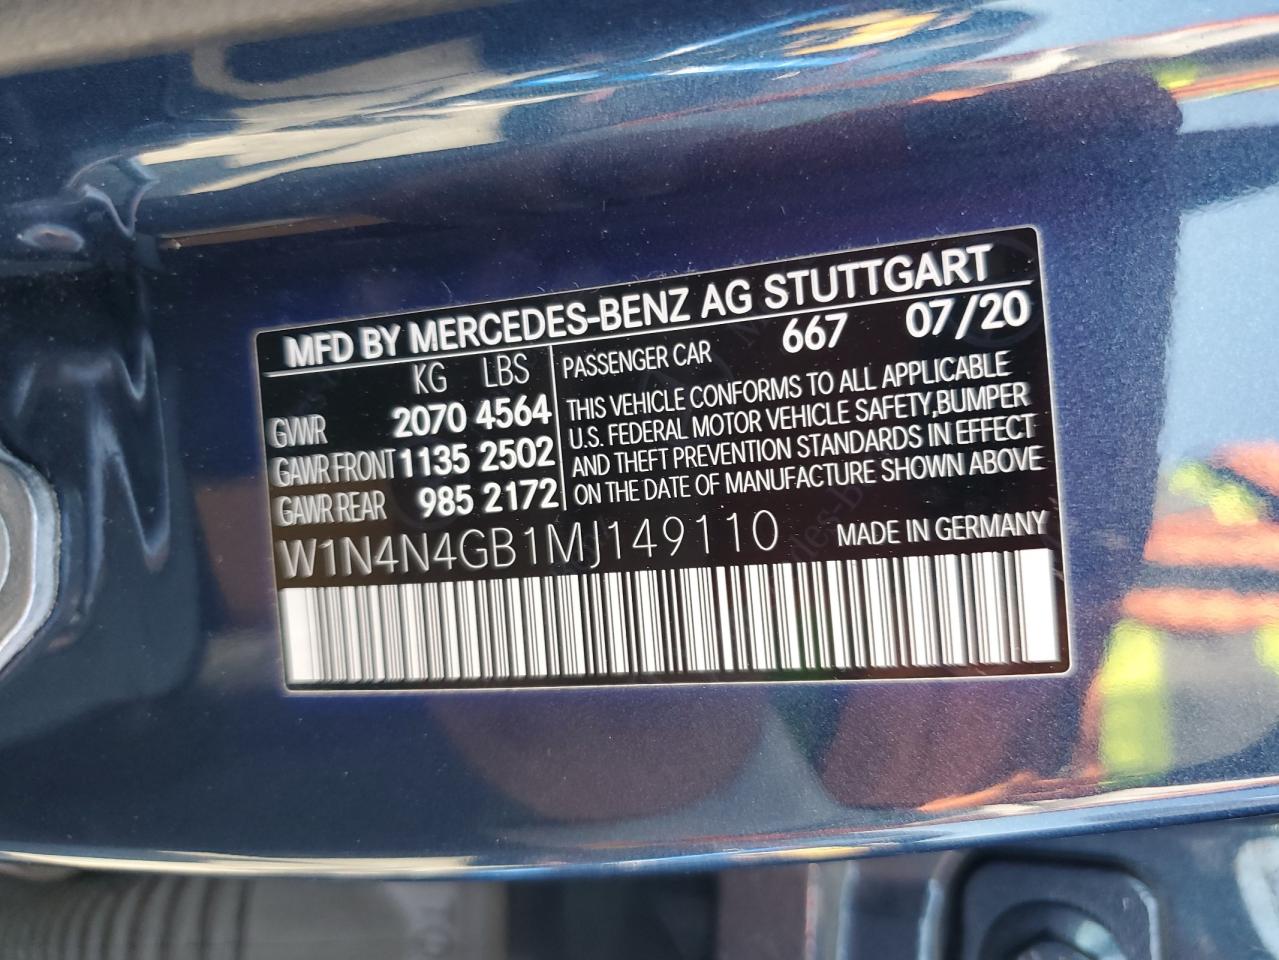 MFD BY MERCEDES-BENZ AG STUTTGART
KG LBS
GVWR 2070 4564
GAWR FRONT 1135 2502
GAWR REAR 985 2172
PASSENGER CAR 667 07/20
THIS VEHICLE CONFORMS TO ALL APPLICABLE
U.S. FEDERAL MOTOR VEHICLE SAFETY,BUMPER
AND THEFT PREVENTION STANDARDS IN EFFECT
ON THE DATE OF MANUFACTURE SHOWN ABOVE
W1N4N4GB1MJ149110 MADE IN GERMANY